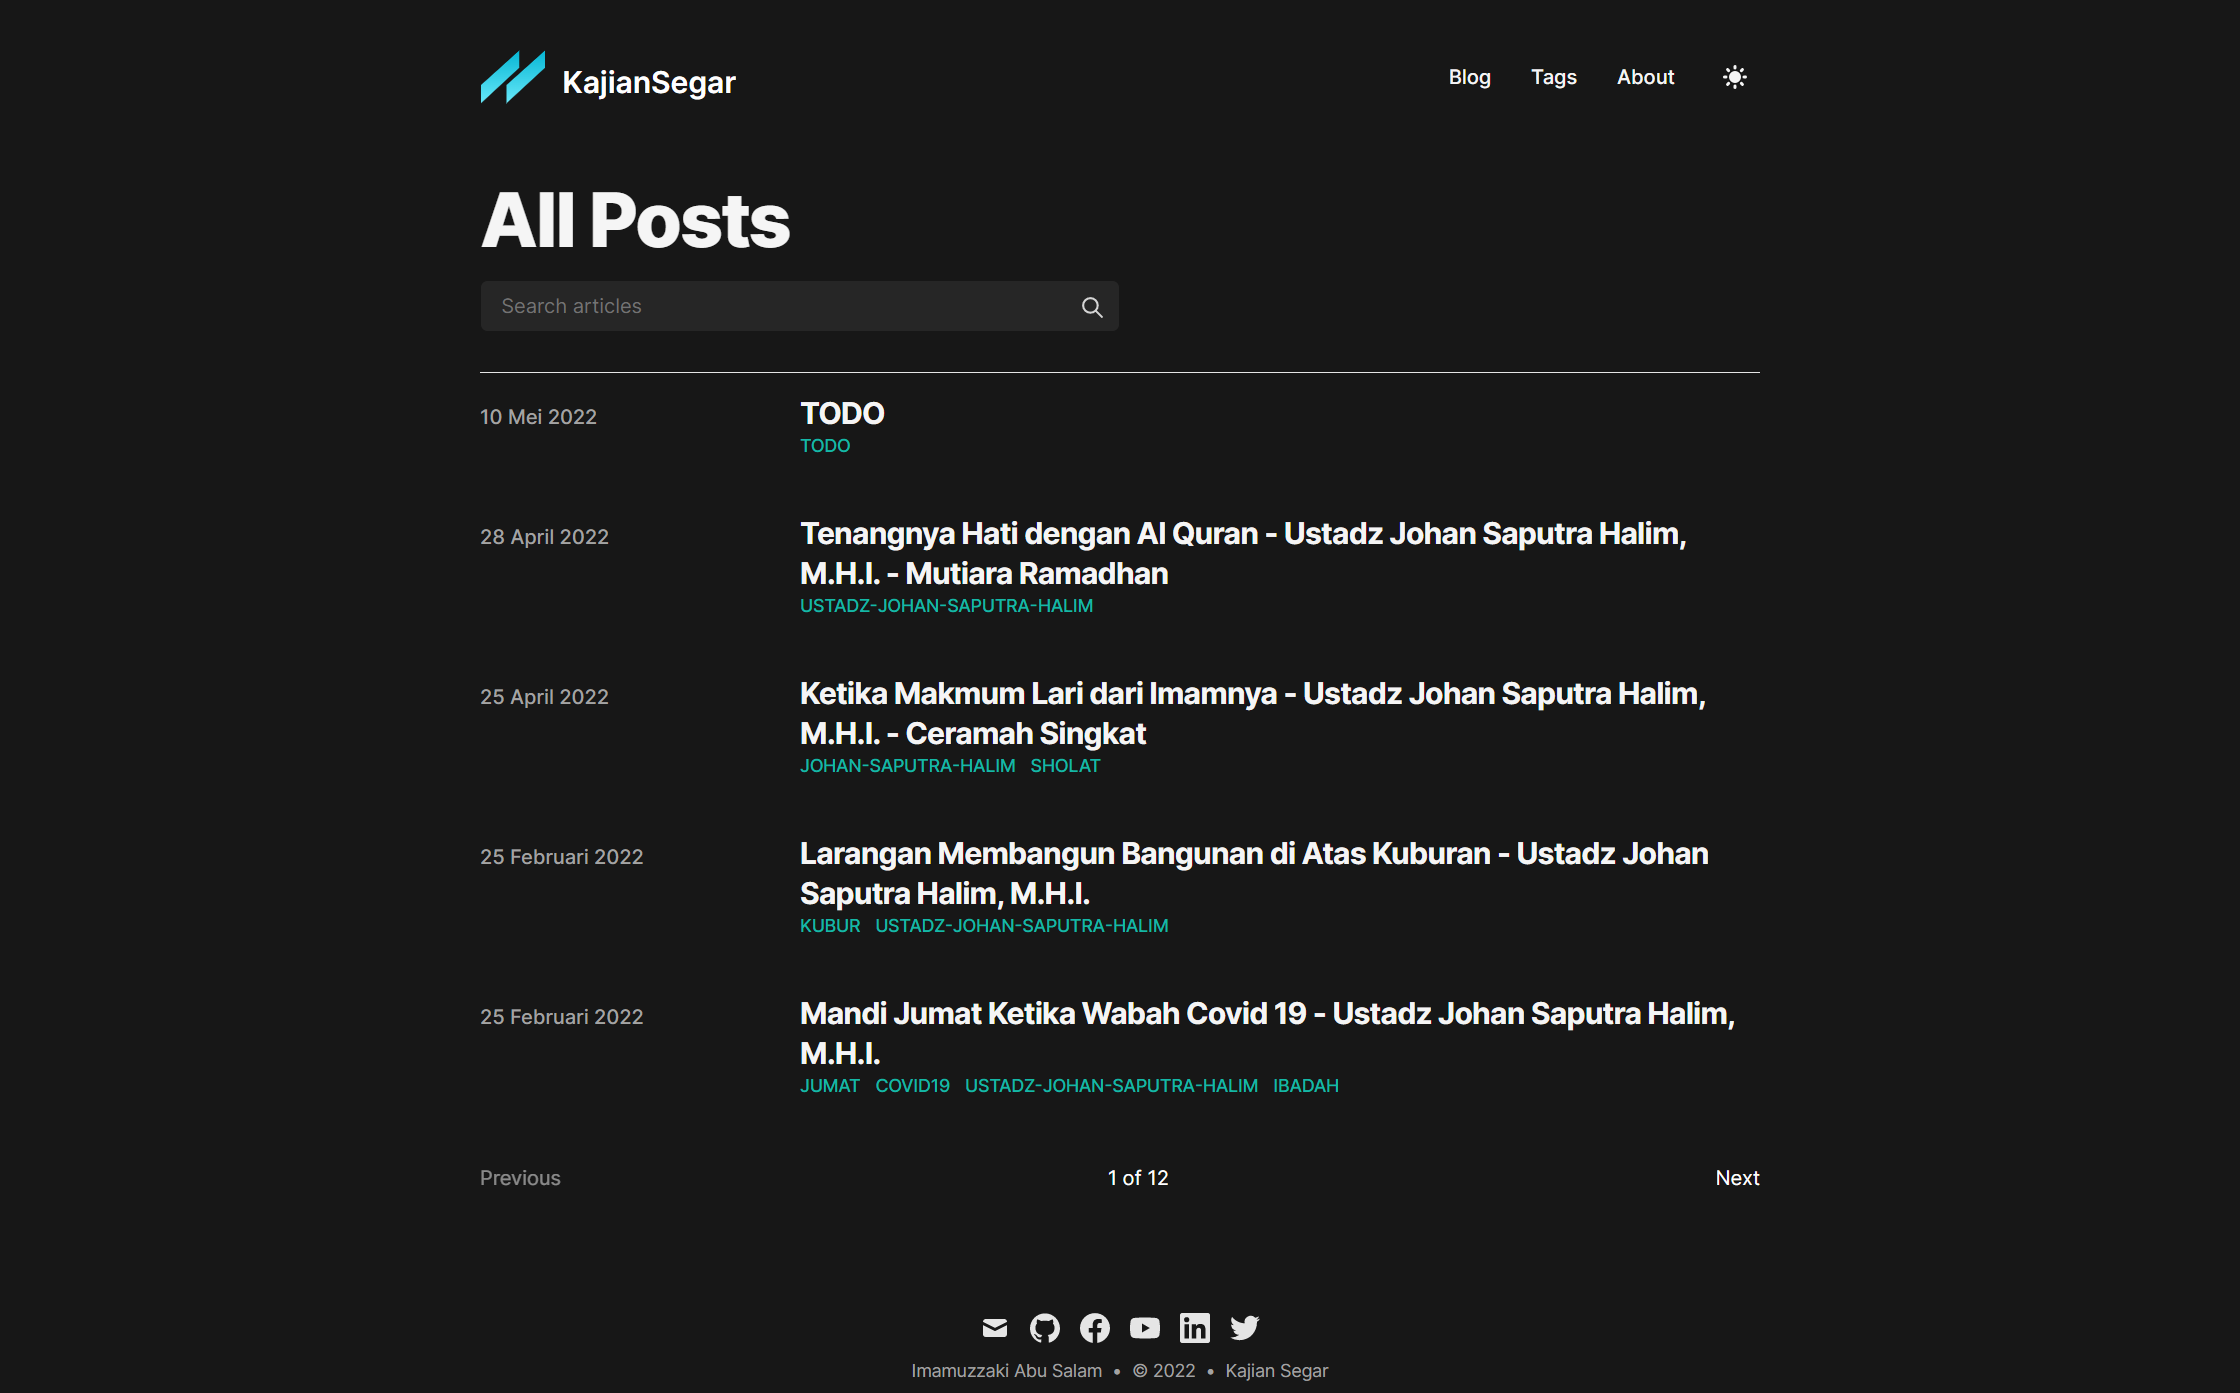 KajianSegar
Blog
Tags
About
All Posts
Search articles
10 Mei 2022
TODO
TODO
28 April 2022
Tenangnya Hati dengan Al Quran - Ustadz Johan Saputra Halim,
M.H.I. - Mutiara Ramadhan
USTADZ-JOHAN-SAPUTRA-HALIM
25 April 2022
Ketika Makmum Lari dari Imamnya - Ustadz Johan Saputra Halim,
M.H.I. - Ceramah Singkat
JOHAN-SAPUTRA-HALIM SHOLAT
25 Februari 2022
Larangan Membangun Bangunan di Atas Kuburan - Ustadz Johan
Saputra Halim, M.H.I.
KUBUR USTADZ-JOHAN-SAPUTRA-HALIM
25 Februari 2022
Mandi Jumat Ketika Wabah Covid 19 - Ustadz Johan Saputra Halim,
M.H.I.
JUMAT COVID19 USTADZ-JOHAN-SAPUTRA-HALIM IBADAH
Previous
1 of 12
Next
Imamuzzaki Abu Salam • © 2022 • Kajian Segar